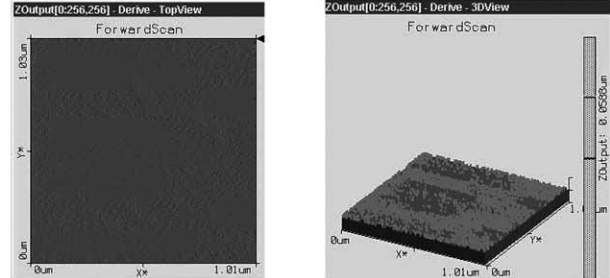 ZOutput[0:256,256] - Derive - TopView
ForwardScan
1.03um
Y*
0um
0um
X*
1.01um
ZOutput[0:256,256] - Derive - 3DView
ForwardScan
ZOutput: 0.0588um
0um
X*
1.01um
0um
Y*